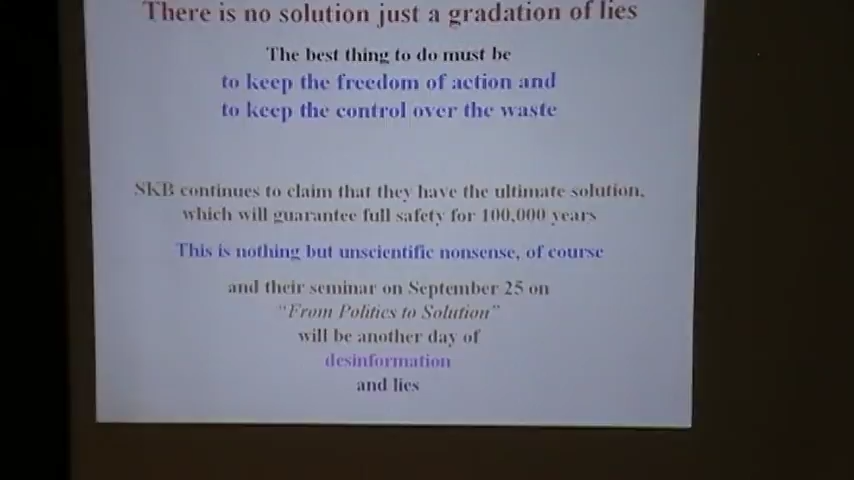 There is no solution just a gradation of lies
The best thing to do must be
to keep the freedom of action and
to keep the control over the waste
SKB continues to claim that they have the ultimate solution,
which will guarantee full safety for 100,000 years
This is nothing but unscientific nonsense, of course
and their seminar on September 25 on
"From Politics to Solution"
will be another day of
desinformation
and lies